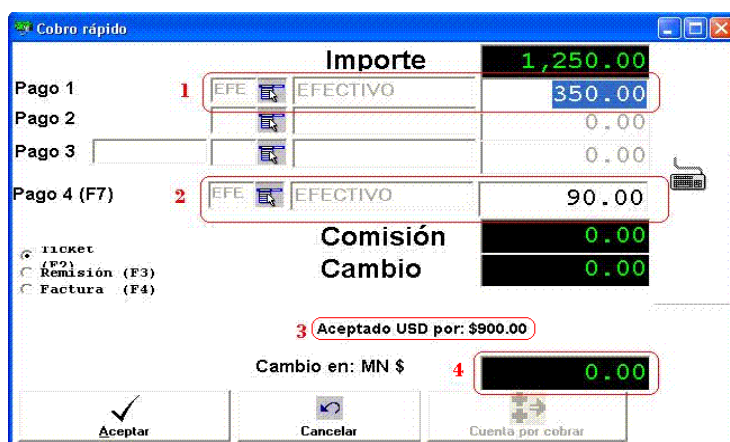 Cobro rápido
Importe 1,250.00
Pago 1 1 EFE EFECTIVO 350.00
Pago 2 0.00
Pago 3 0.00
Pago 4 (F7) 2 EFE EFECTIVO 90.00
Comisión 0.00
Cambio 0.00
Ticket
(F2)
Remisión (F3)
Factura (F4)
3 Aceptado USD por: $900.00
Cambio en: MN $ 4 0.00
Aceptar Cancelar Cuenta por cobrar